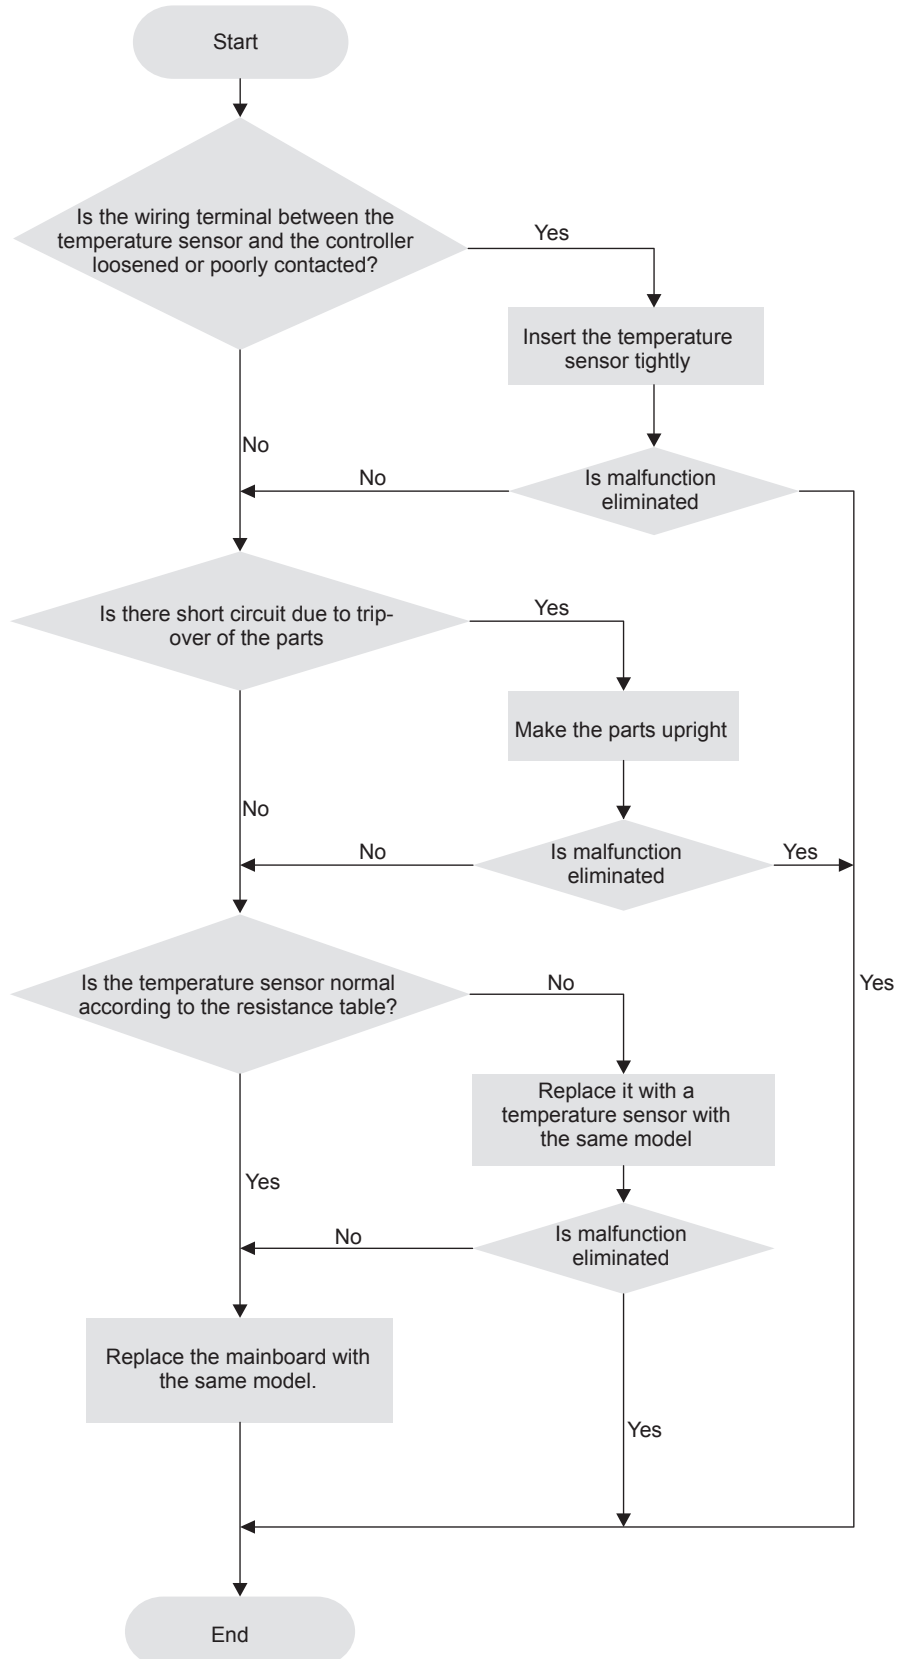 Start
Is the wiring terminal between the
temperature sensor and the controller
loosened or poorly contacted?
Yes
Insert the temperature
sensor tightly
No
No
Is malfunction
eliminated
Is there short circuit due to trip-
over of the parts
Yes
Make the parts upright
No
No
Is malfunction
eliminated
Yes
Is the temperature sensor normal
according to the resistance table?
No
Yes
Replace it with a
temperature sensor with
the same model
Yes
No
Is malfunction
eliminated
Replace the mainboard with
the same model.
Yes
End